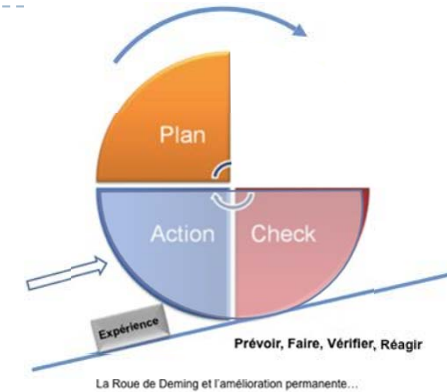 Plan
Action
Check
Expérience
Prévoir, Faire, Vérifier, Réagir
La Roue de Deming et l'amélioration permanente...